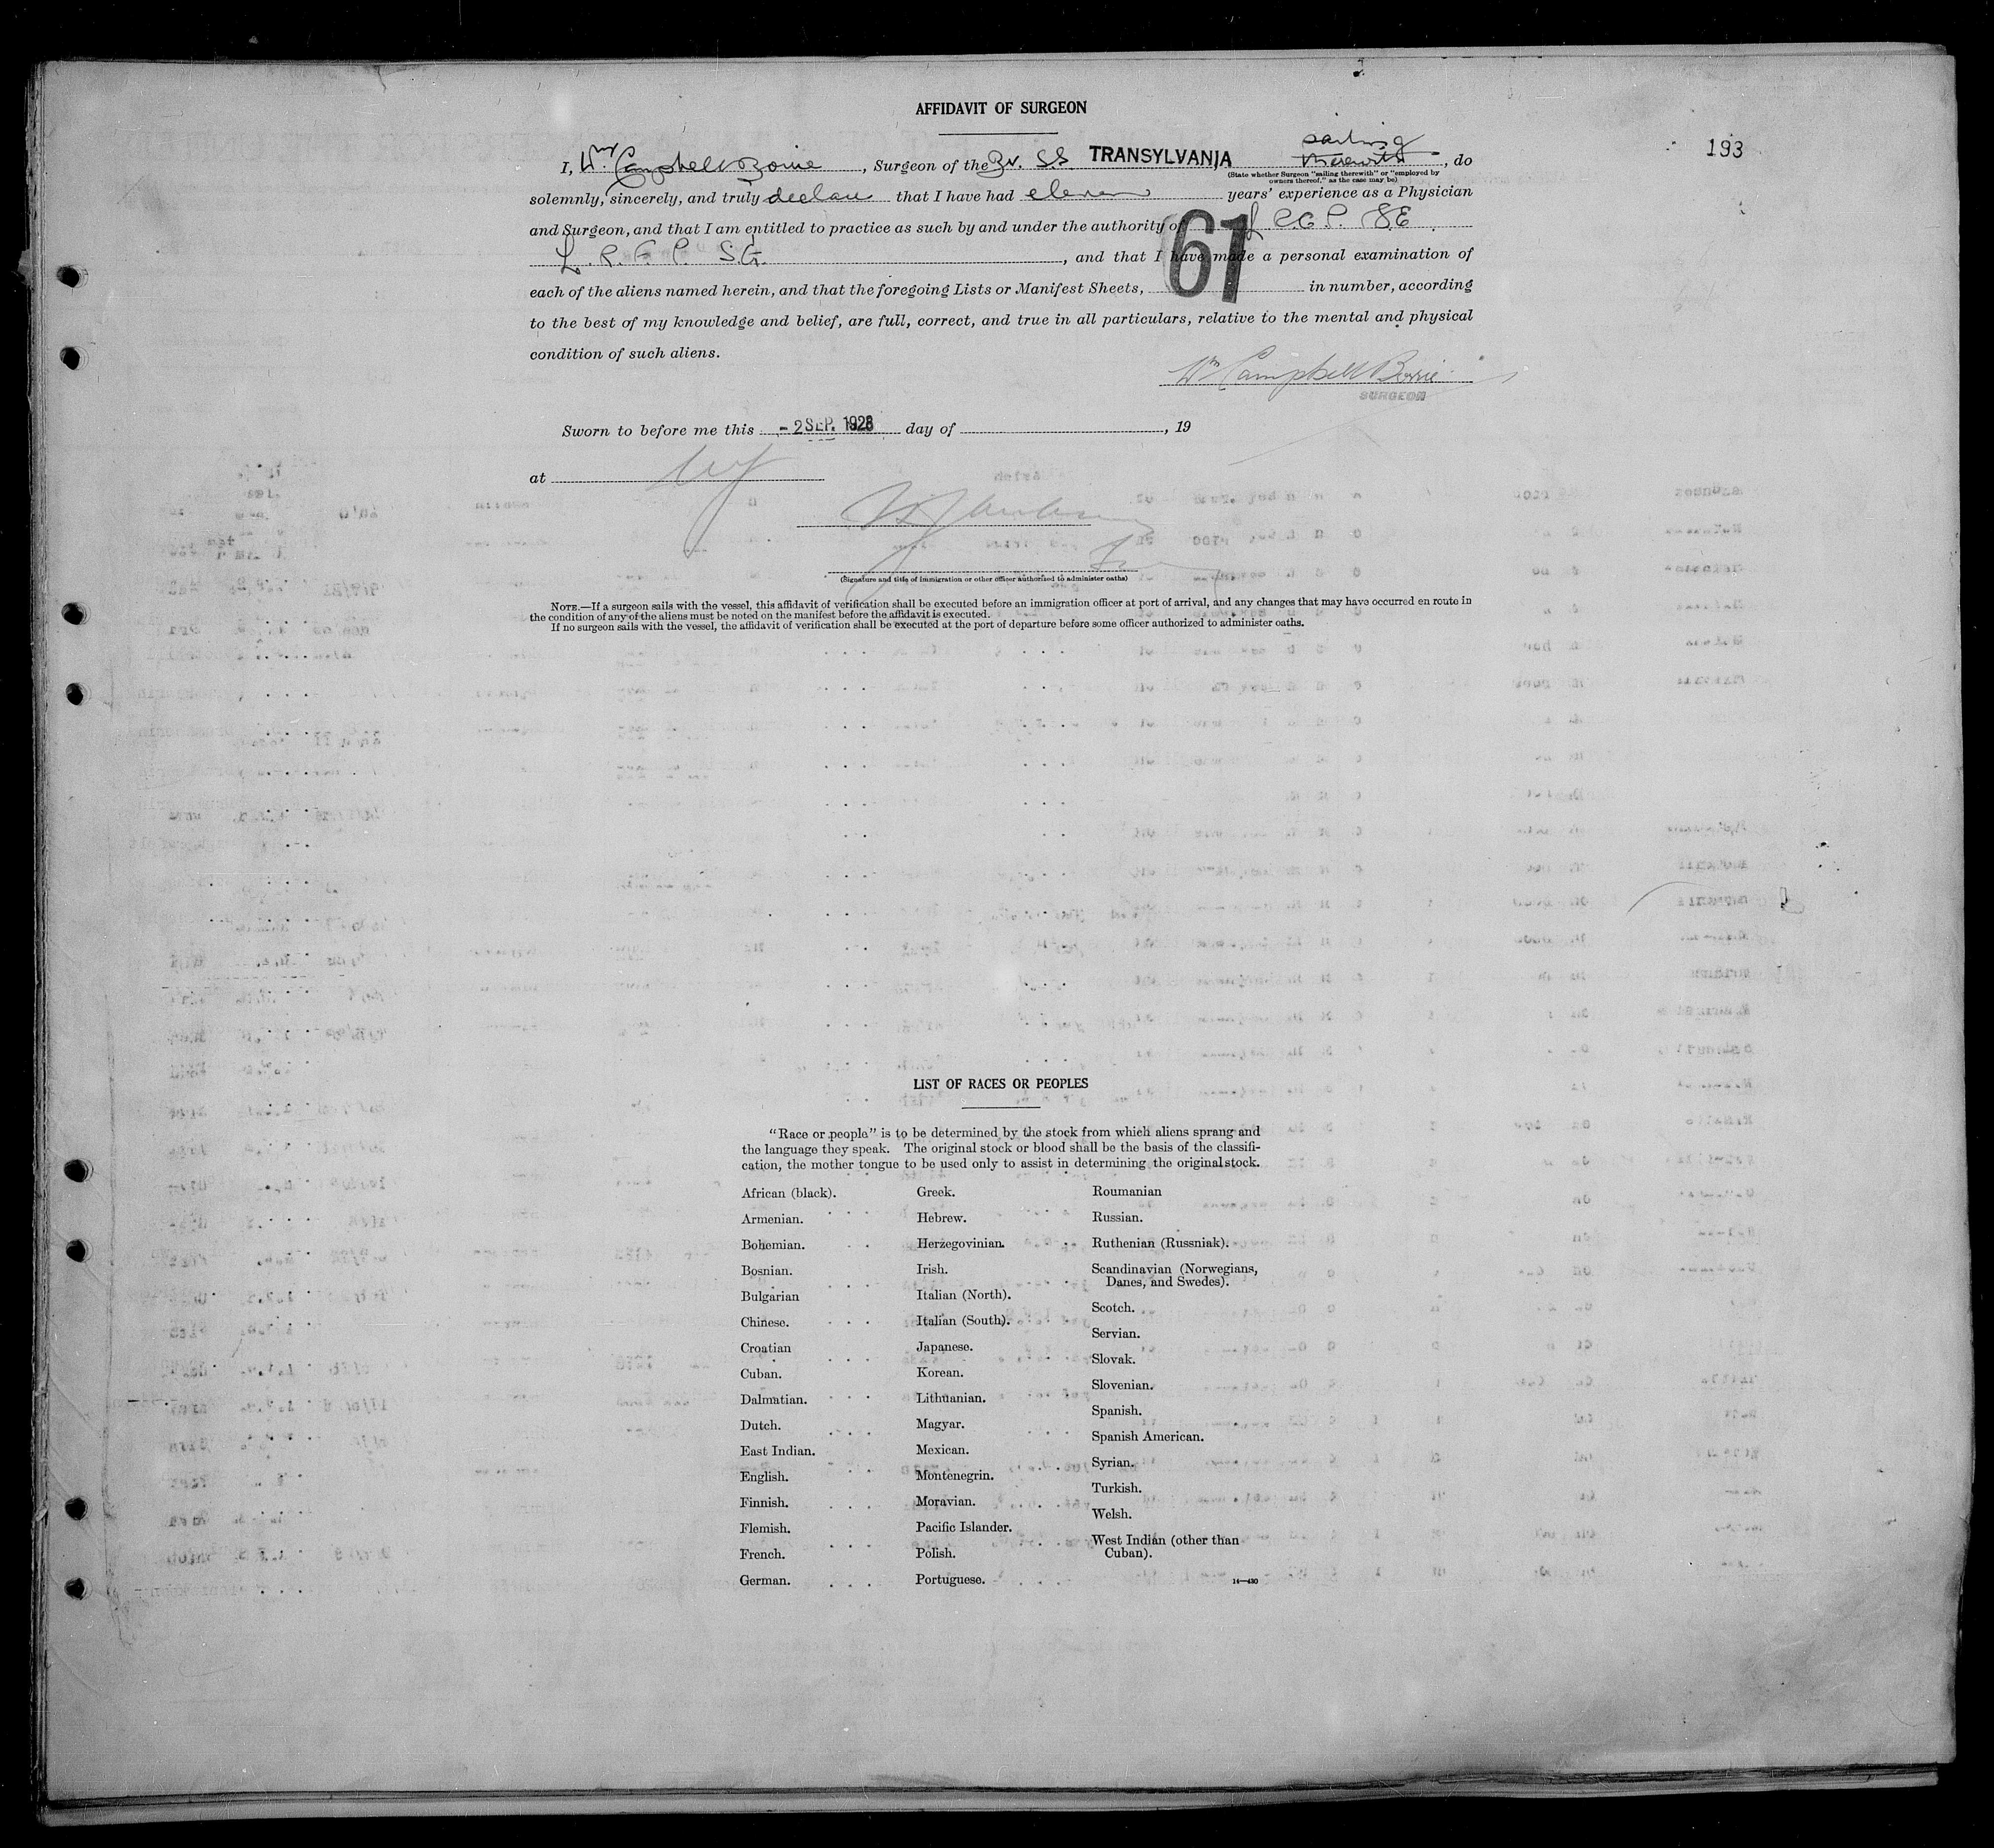 AFFIDAVIT OF SURGEON
193
sailing
I, Wm Campbell Borrie, Surgeon of the Br. S.S. TRANSYLVANIA therewith, do
(State whether Surgeon "sailing therewith" or "employed by
owners thereof," as the case may be)
solemnly, sincerely, and truly declare that I have had eleven years' experience as a Physician
and Surgeon, and that I am entitled to practice as such by and under the authority of
, and that I have made a personal examination of
each of the aliens named herein, and that the foregoing Lists or Manifest Sheets, 61 in number, according
to the best of my knowledge and belief, are full, correct, and true in all particulars, relative to the mental and physical
condition of such aliens.
Wm Campbell Borrie
SURGEON
Sworn to before me this - 2 SEP. 1928 day of , 19
at
(Signature and title of immigration or other officer authorized to administer oaths)
NOTE.—If a surgeon sails with the vessel, this affidavit of verification shall be executed before an immigration officer at port of arrival, and any changes that may have occurred en route in
the condition of any of the aliens must be noted on the manifest before the affidavit is executed.
If no surgeon sails with the vessel, the affidavit of verification shall be executed at the port of departure before some officer authorized to administer oaths.
LIST OF RACES OR PEOPLES
"Race or people" is to be determined by the stock from which aliens sprang and
the language they speak. The original stock or blood shall be the basis of the classifi-
cation, the mother tongue to be used only to assist in determining the original stock.
African (black).
Armenian.
Bohemian.
Bosnian.
Bulgarian
Chinese.
Croatian
Cuban.
Dalmatian.
Dutch.
East Indian.
English.
Finnish.
Flemish.
French.
German.
Greek.
Hebrew.
Herzegovinian.
Irish.
Italian (North).
Italian (South).
Japanese.
Korean.
Lithuanian.
Magyar.
Mexican.
Montenegrin.
Moravian.
Pacific Islander.
Polish.
Portuguese.
Roumanian
Russian.
Ruthenian (Russniak).
Scandinavian (Norwegians,
Danes, and Swedes).
Scotch.
Servian.
Slovak.
Slovenian.
Spanish.
Spanish American.
Syrian.
Turkish.
Welsh.
West Indian (other than
Cuban).
14—430